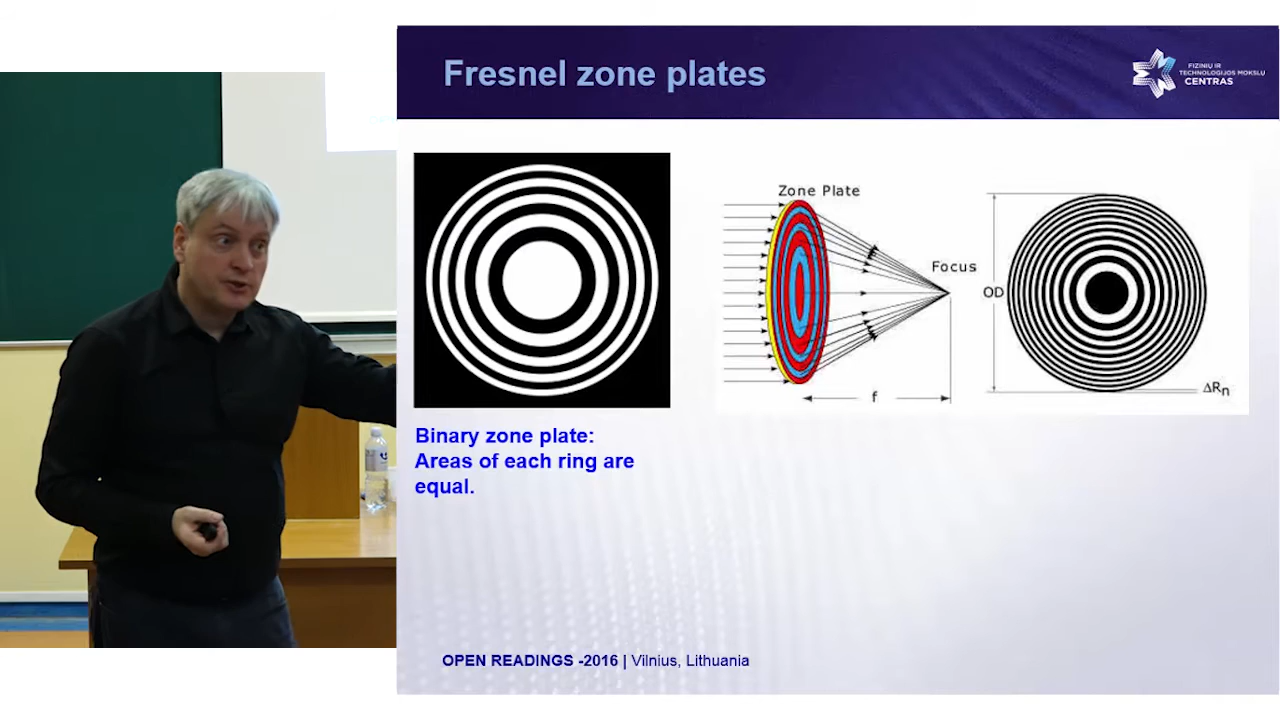 Fresnel zone plates
FIZINIŲ IR
TECHNOLOGIJOS MOKSLŲ
CENTRAS
Zone Plate
Focus
f
OD
ΔRn
Binary zone plate:
Areas of each ring are
equal.
OPEN READINGS -2016 | Vilnius, Lithuania